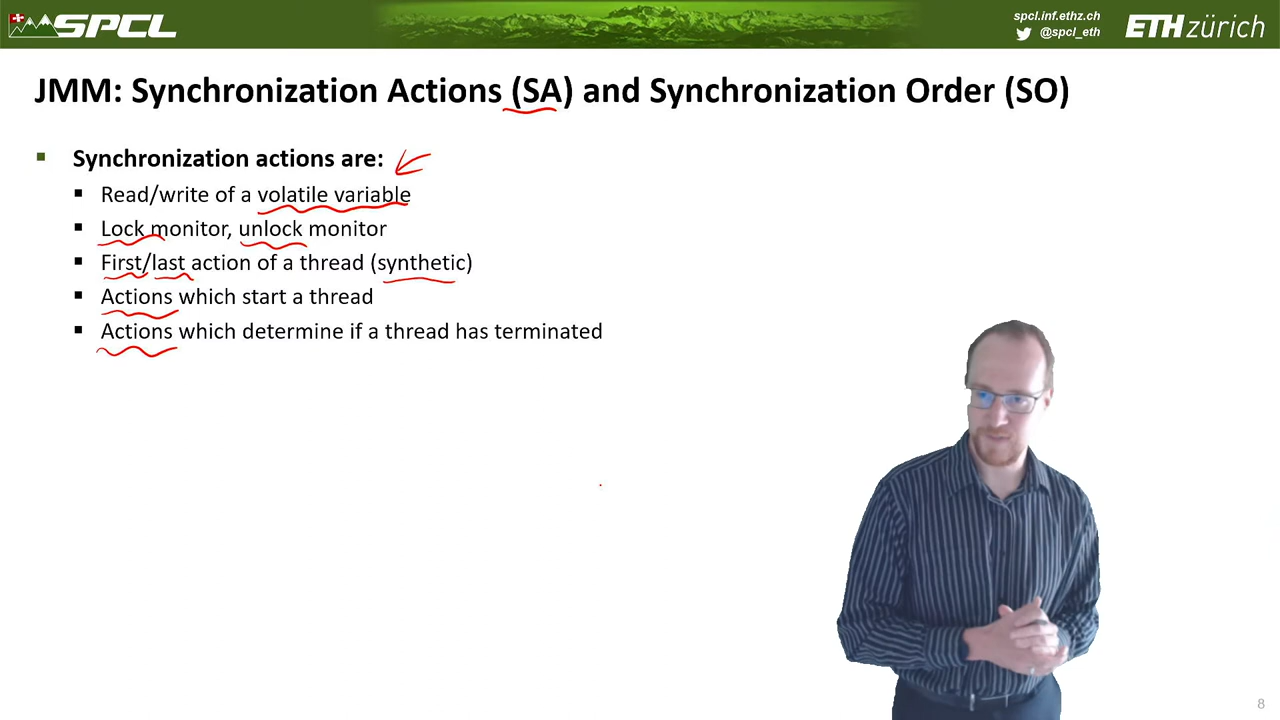 SPCL
spcl.inf.ethz.ch
@spcl_eth
ETH zürich
JMM: Synchronization Actions (SA) and Synchronization Order (SO)
Synchronization actions are:
Read/write of a volatile variable
Lock monitor, unlock monitor
First/last action of a thread (synthetic)
Actions which start a thread
Actions which determine if a thread has terminated
8